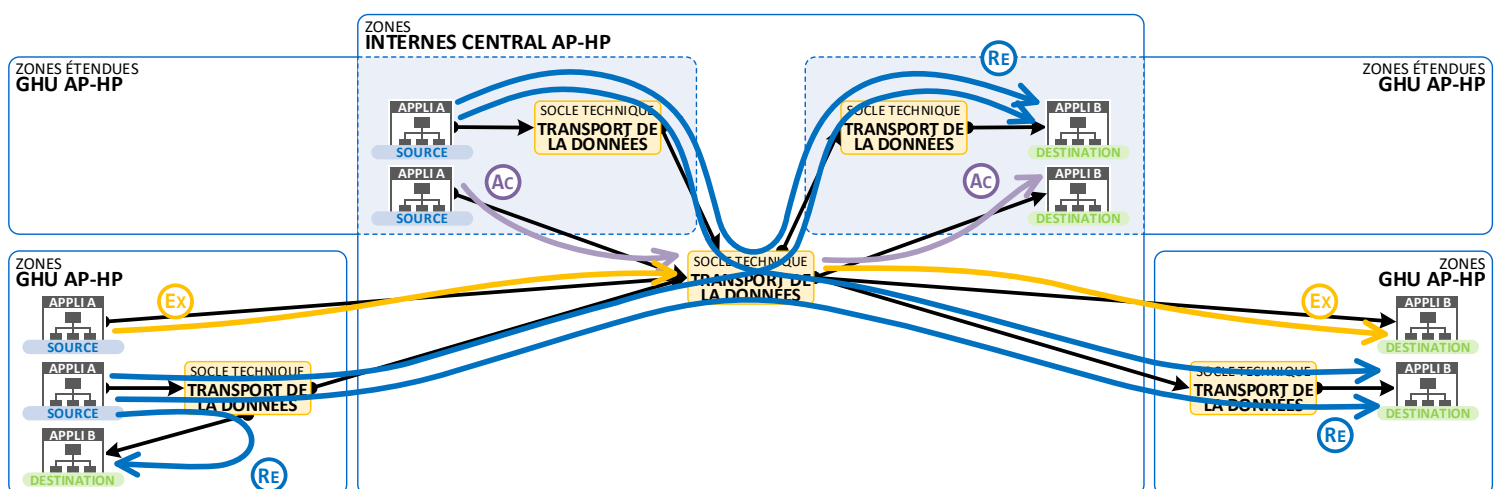 ZONES
INTERNES CENTRAL AP-HP
ZONES ÉTENDUES
GHU AP-HP
ZONES ÉTENDUES
GHU AP-HP
RE
APPLI A
SOURCE
SOCLE TECHNIQUE
TRANSPORT DE
LA DONNÉES
SOCLE TECHNIQUE
TRANSPORT DE
LA DONNÉES
APPLI B
DESTINATION
APPLI A
SOURCE
AC
AC
APPLI B
DESTINATION
SOCLE TECHNIQUE
TRANSPORT DE
LA DONNÉES
ZONES
GHU AP-HP
APPLI A
SOURCE
EX
APPLI A
SOURCE
SOCLE TECHNIQUE
TRANSPORT DE
LA DONNÉES
APPLI B
DESTINATION
RE
ZONES
GHU AP-HP
EX
APPLI B
DESTINATION
SOCLE TECHNIQUE
TRANSPORT DE
LA DONNÉES
APPLI B
DESTINATION
RE